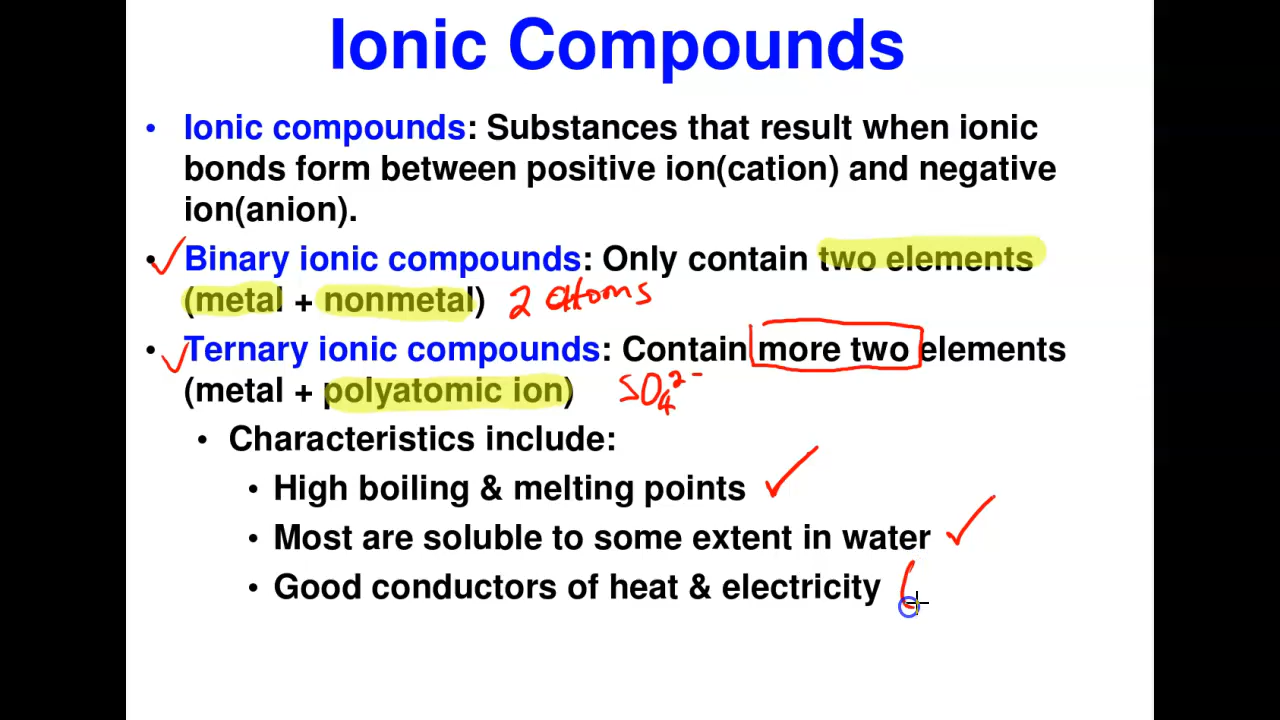 Ionic Compounds
• Ionic compounds: Substances that result when ionic
bonds form between positive ion(cation) and negative
ion(anion).
• Binary ionic compounds: Only contain two elements
(metal + nonmetal) 2 atoms
• Ternary ionic compounds: Contain more two elements
(metal + polyatomic ion) SO₄²⁻
• Characteristics include:
• High boiling & melting points
• Most are soluble to some extent in water
• Good conductors of heat & electricity (